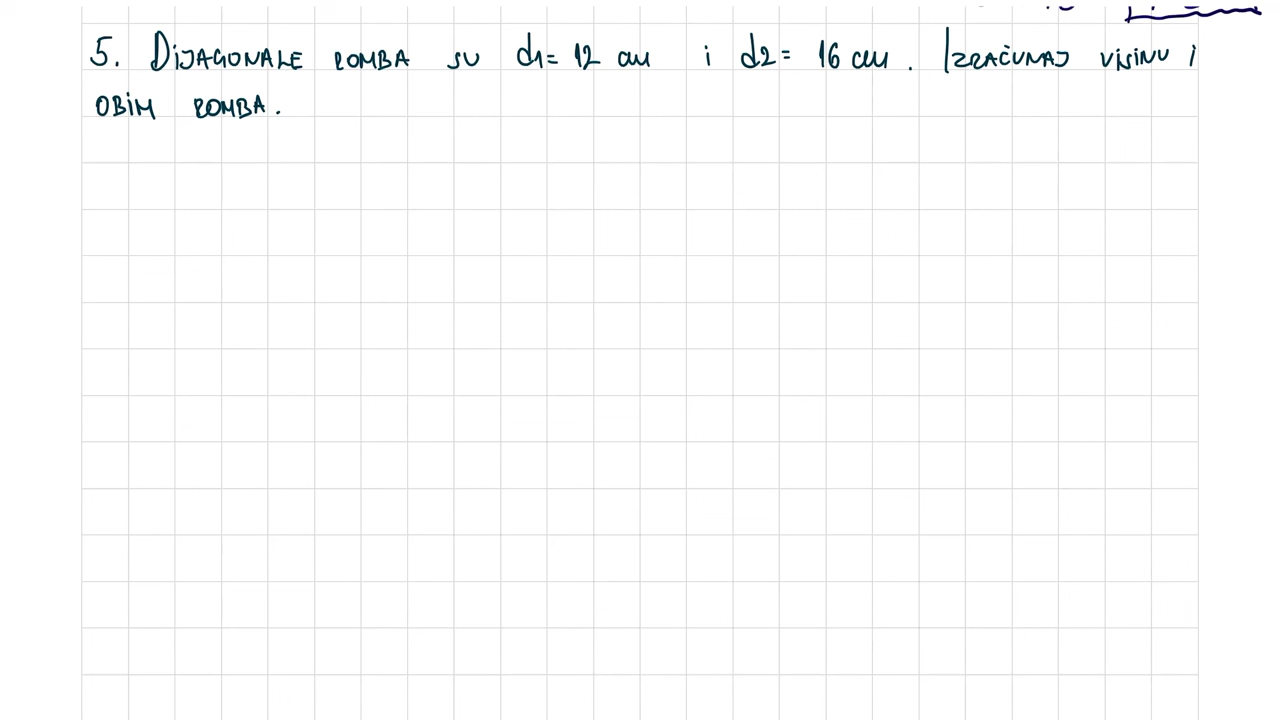 5. DIJAGONALE ROMBA SU d1= 12 cm i d2= 16 cm. IZRAČUNAJ VISINU I
OBIM ROMBA.